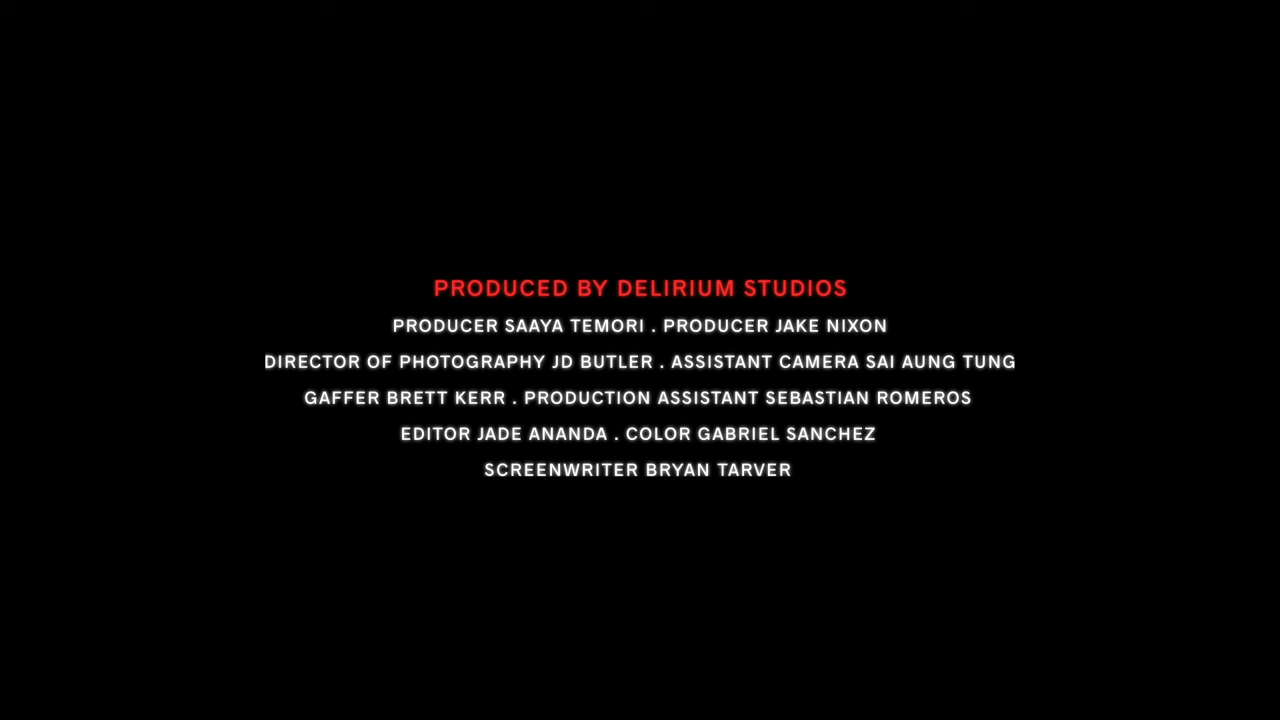 PRODUCED BY DELIRIUM STUDIOS
PRODUCER SAAYA TEMORI . PRODUCER JAKE NIXON
DIRECTOR OF PHOTOGRAPHY JD BUTLER . ASSISTANT CAMERA SAI AUNG TUNG
GAFFER BRETT KERR . PRODUCTION ASSISTANT SEBASTIAN ROMEROS
EDITOR JADE ANANDA . COLOR GABRIEL SANCHEZ
SCREENWRITER BRYAN TARVER